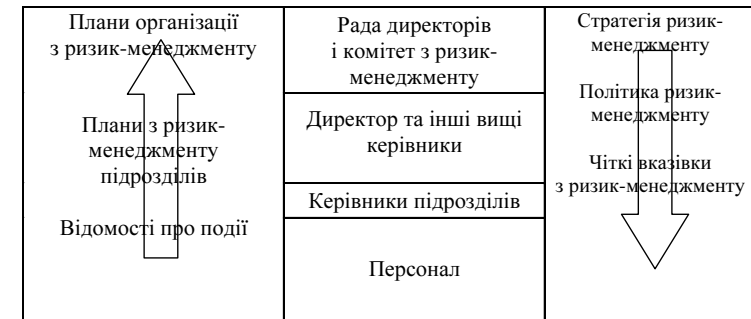 Плани організації
з ризик-менеджменту
Плани з ризик-
менеджменту
підрозділів
Відомості про події
Рада директорів
і комітет з ризик-
менеджменту
Директор та інші вищі
керівники
Керівники підрозділів
Персонал
Стратегія ризик-
менеджменту
Політика ризик-
менеджменту
Чіткі вказівки
з ризик-менеджменту